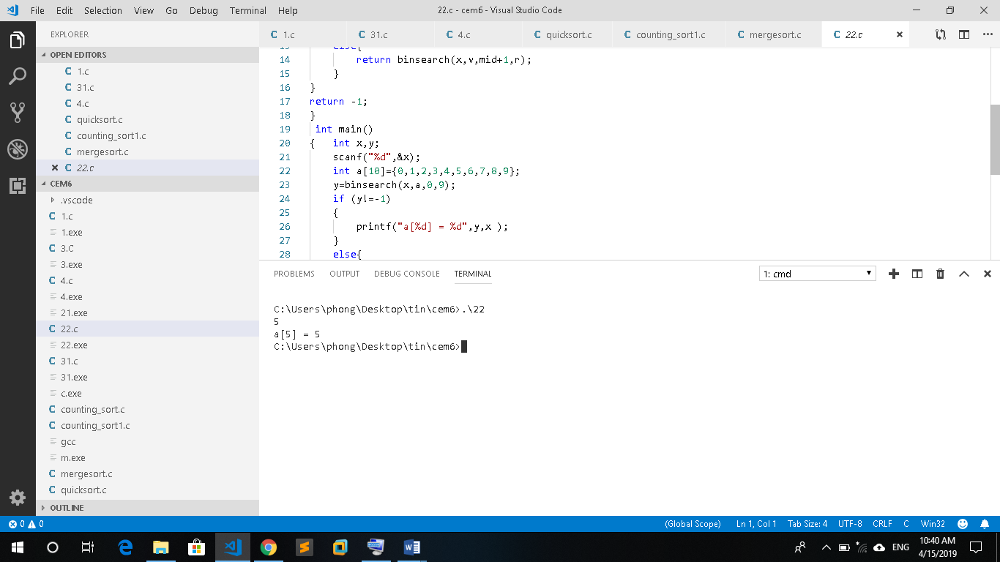 File Edit Selection View Go Debug Terminal Help 22.c - cem6 - Visual Studio Code
EXPLORER
OPEN EDITORS
1.c
31.c
4.c
quicksort.c
counting_sort1.c
mergesort.c
22.c
CEM6
.vscode
1.c
1.exe
3.C
3.exe
4.c
4.exe
21.exe
22.c
22.exe
31.c
31.exe
c.exe
counting_sort.c
counting_sort1.c
gcc
m.exe
mergesort.c
quicksort.c
OUTLINE
1.c 31.c 4.c quicksort.c counting_sort1.c mergesort.c 22.c
13 else{
14 return binsearch(x,v,mid+1,r);
15 }
16 }
17 return -1;
18 }
19 int main()
20 { int x,y;
21 scanf("%d",&x);
22 int a[10]={0,1,2,3,4,5,6,7,8,9};
23 y=binsearch(x,a,0,9);
24 if (y!=-1)
25 {
26 printf("a[%d] = %d",y,x );
27 }
28 else{
PROBLEMS OUTPUT DEBUG CONSOLE TERMINAL 1: cmd
C:\Users\phong\Desktop\tin\cem6>.\22
5
a[5] = 5
C:\Users\phong\Desktop\tin\cem6>
0 0 (Global Scope) Ln 1, Col 1 Tab Size: 4 UTF-8 CRLF C Win32
ENG 10:40 AM
4/15/2019